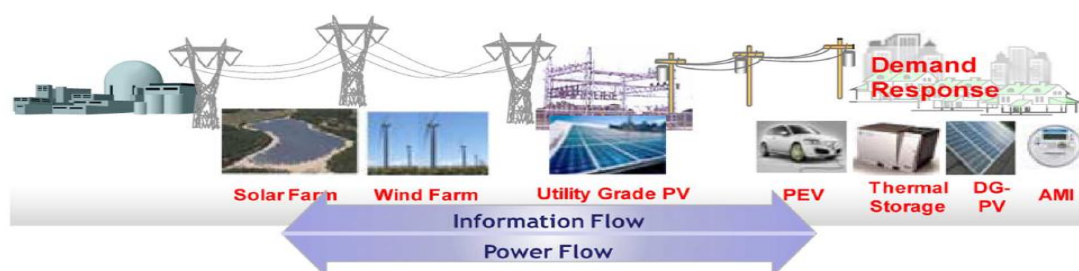 Demand
Response
Solar Farm
Wind Farm
Utility Grade PV
PEV
Thermal
Storage
DG-
PV
AMI
Information Flow
Power Flow